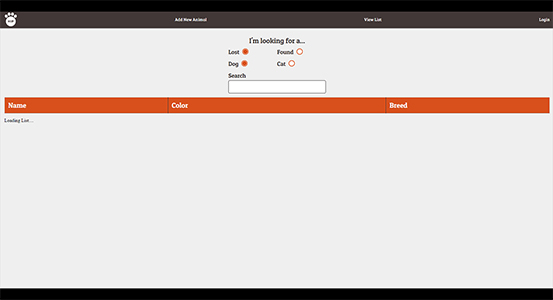 Add New Animal View List Login
I'm looking for a...
Lost Found
Dog Cat
Search
Name Color Breed
Loading List...